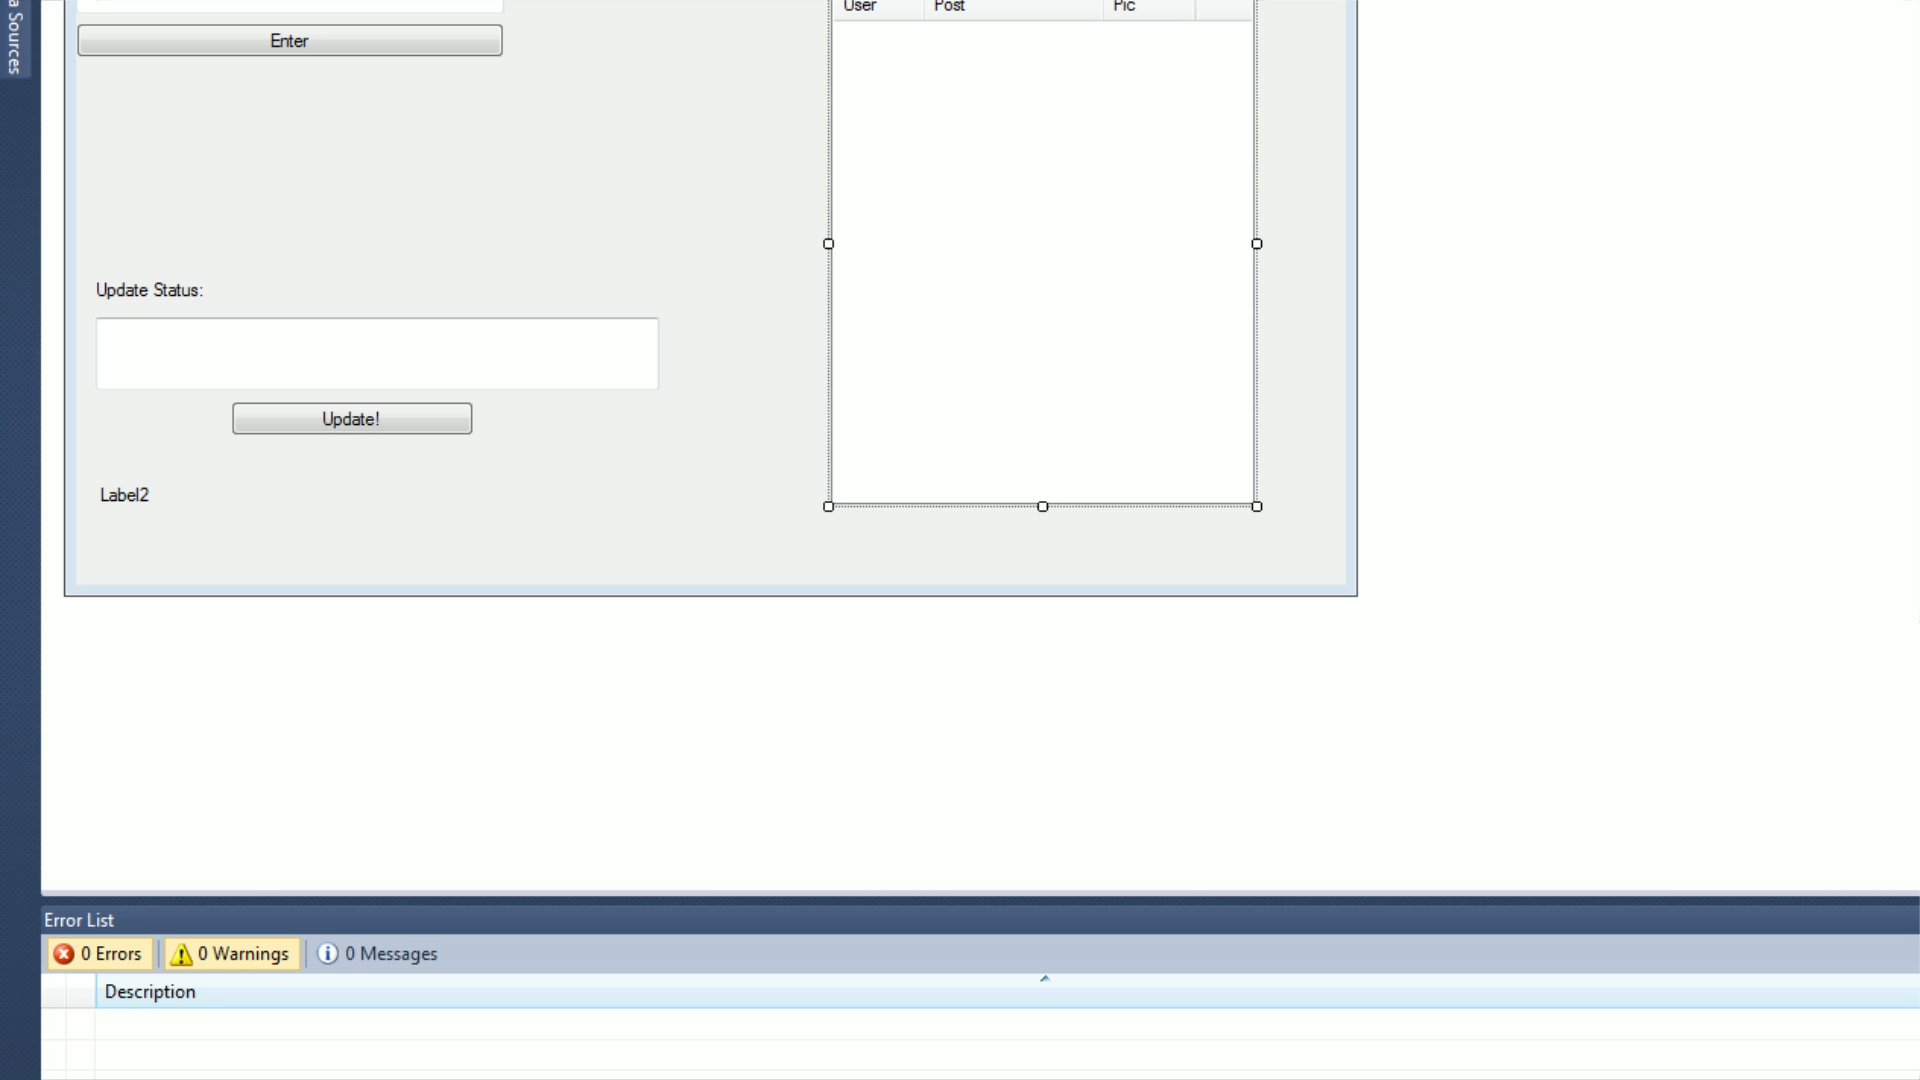 a Sources
User Post Pic
Enter
Update Status:
Update!
Label2
Error List
0 Errors 0 Warnings 0 Messages
Description